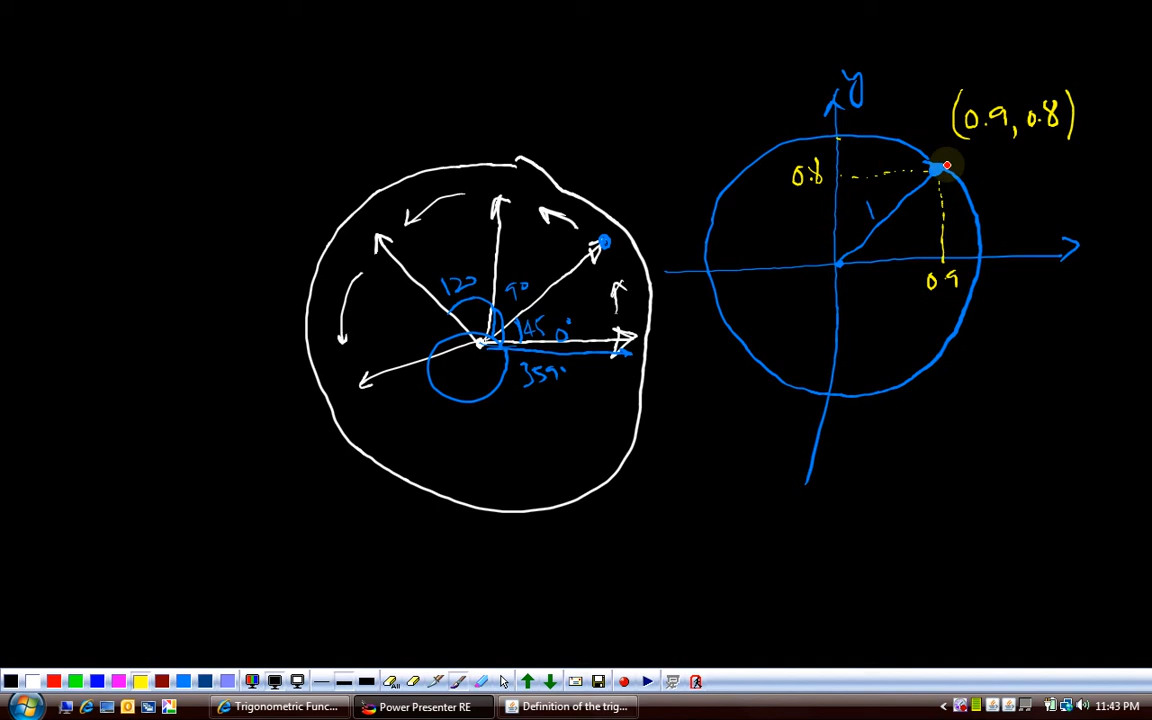 y
(0.9, 0.8)
0.8
1
0.9
120
90
45
0°
359°
All
Trigonometric Func...
Power Presenter RE
Definition of the trig...
11:43 PM